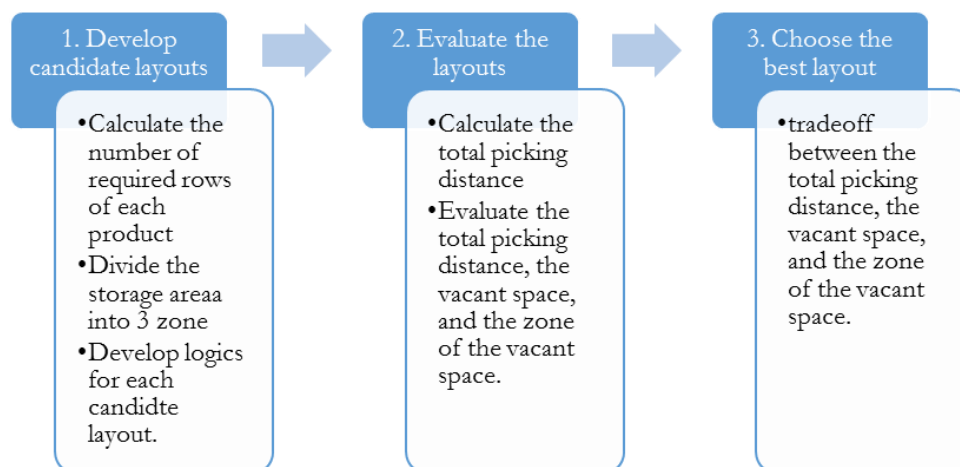 1. Develop
candidate layouts
•Calculate the
number of
required rows
of each
product
•Divide the
storage areaa
into 3 zone
•Develop logics
for each
candidte
layout.
2. Evaluate the
layouts
•Calculate the
total picking
distance
•Evaluate the
total picking
distance, the
vacant space,
and the zone
of the vacant
space.
3. Choose the
best layout
•tradeoff
between the
total picking
distance, the
vacant space,
and the zone
of the vacant
space.